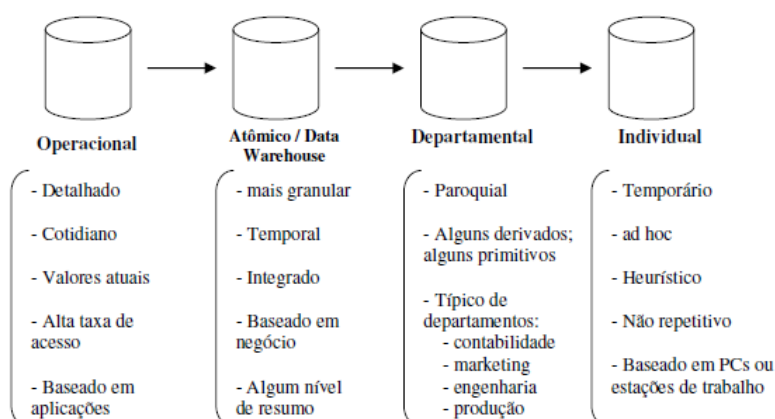 Operacional
- Detalhado
- Cotidiano
- Valores atuais
- Alta taxa de
acesso
- Baseado em
aplicações
Atômico / Data
Warehouse
- mais granular
- Temporal
- Integrado
- Baseado em
negócio
- Algum nível
de resumo
Departamental
- Paroquial
- Alguns derivados;
alguns primitivos
- Típico de
departamentos:
- contabilidade
- marketing
- engenharia
- produção
Individual
- Temporário
- ad hoc
- Heurístico
- Não repetitivo
- Baseado em PCs ou
estações de trabalho